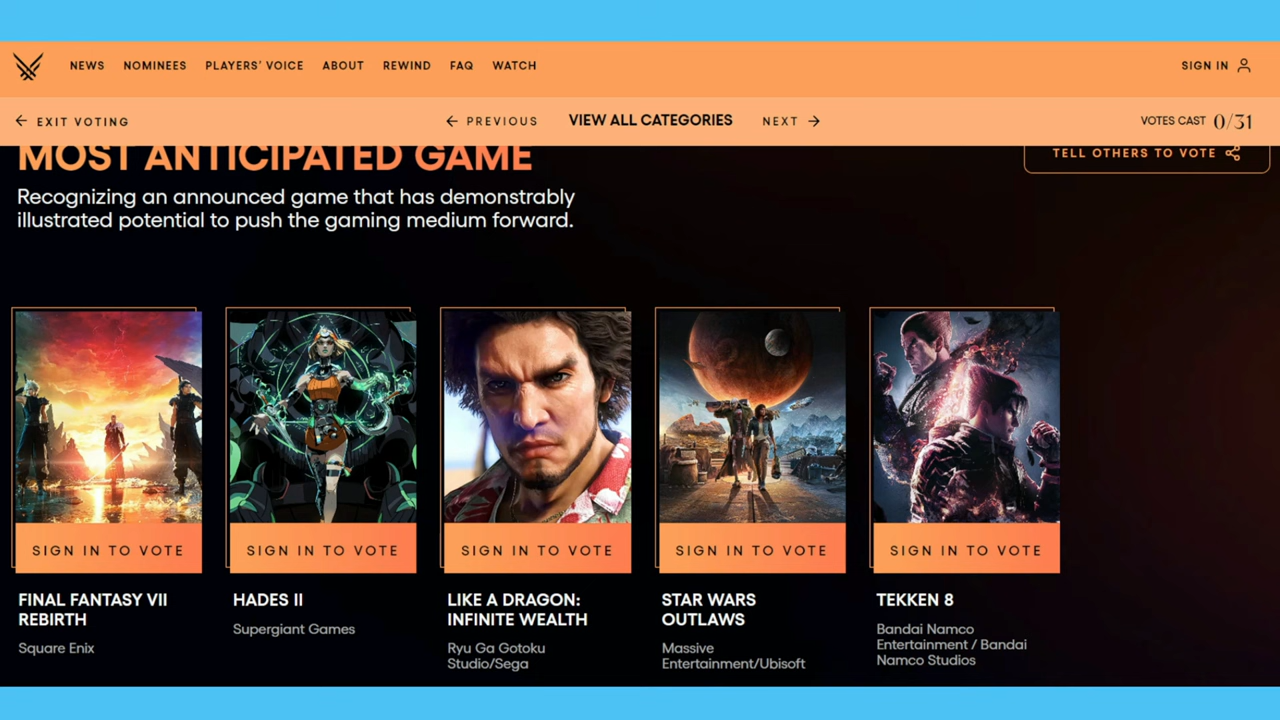 NEWS NOMINEES PLAYERS' VOICE ABOUT REWIND FAQ WATCH SIGN IN
← EXIT VOTING ← PREVIOUS VIEW ALL CATEGORIES NEXT → VOTES CAST 0/31
MOST ANTICIPATED GAME
TELL OTHERS TO VOTE
Recognizing an announced game that has demonstrably
illustrated potential to push the gaming medium forward.
SIGN IN TO VOTE
FINAL FANTASY VII
REBIRTH
Square Enix
SIGN IN TO VOTE
HADES II
Supergiant Games
SIGN IN TO VOTE
LIKE A DRAGON:
INFINITE WEALTH
Ryu Ga Gotoku
Studio/Sega
SIGN IN TO VOTE
STAR WARS
OUTLAWS
Massive
Entertainment/Ubisoft
SIGN IN TO VOTE
TEKKEN 8
Bandai Namco
Entertainment / Bandai
Namco Studios